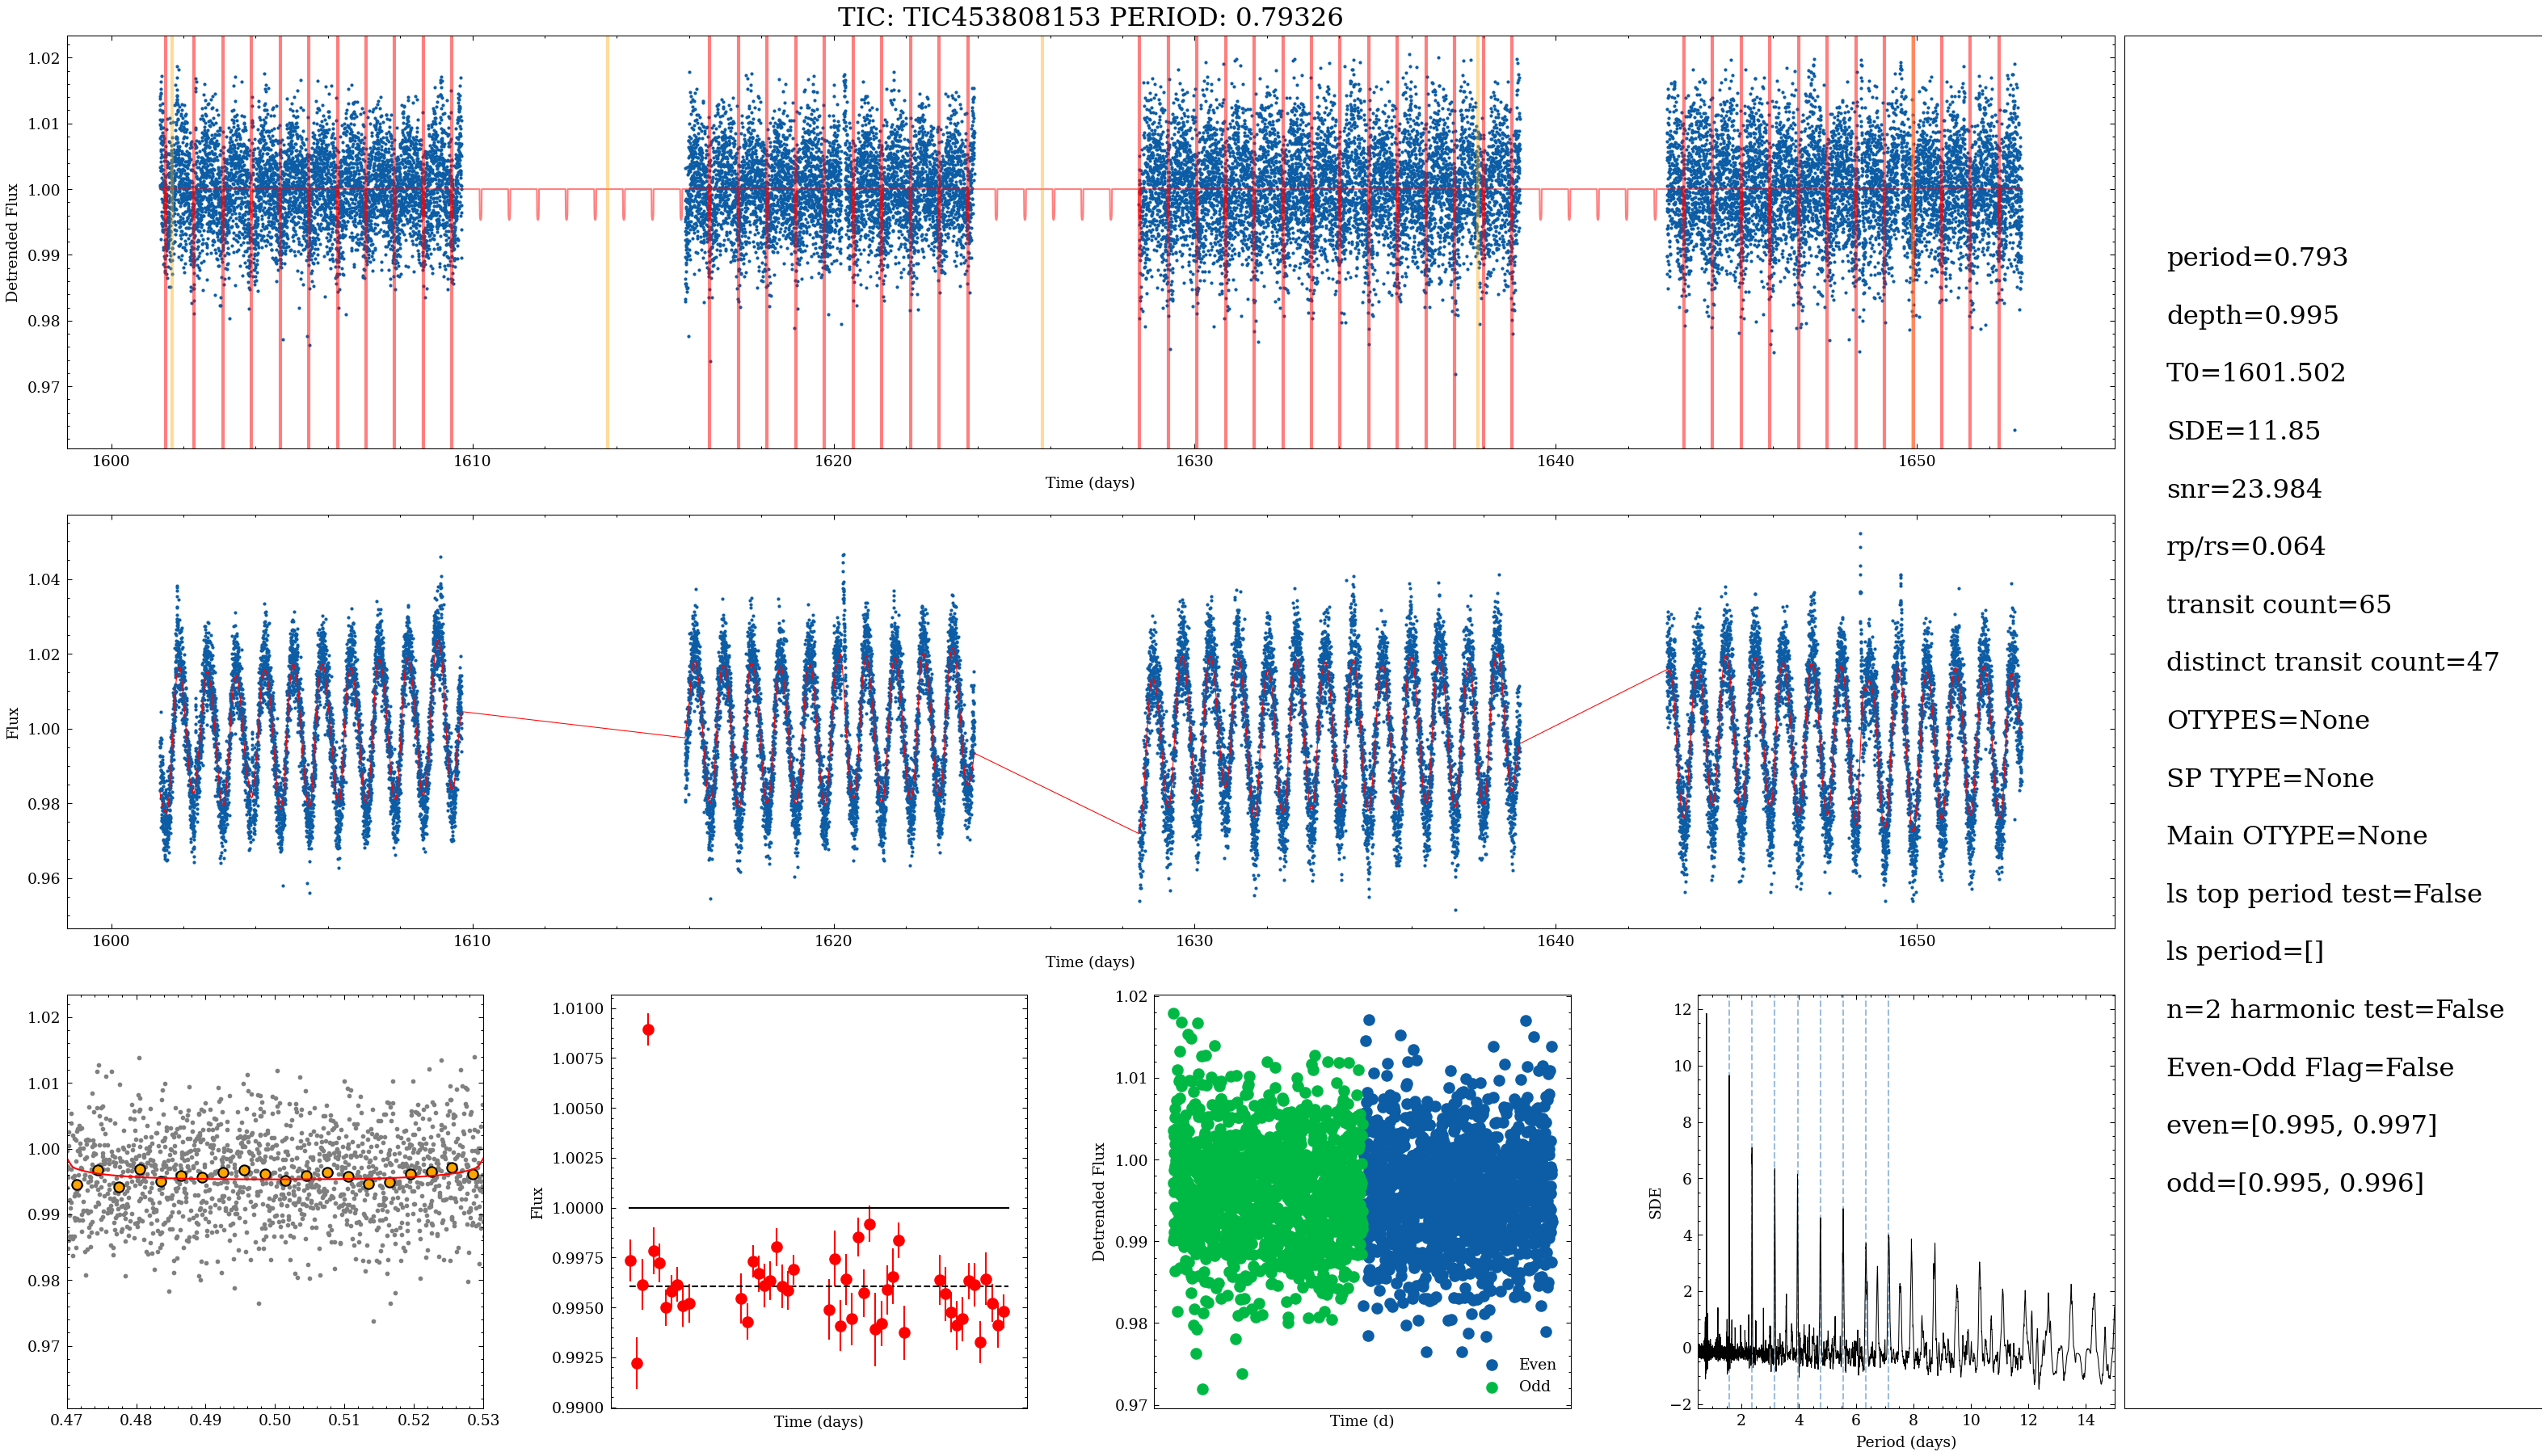 TIC: TIC453808153 PERIOD: 0.79326
1.02
1.01
1.00
0.99
0.98
0.97
Detrended Flux
1600
1610
1620
1630
1640
1650
Time (days)
1.04
1.02
1.00
0.98
0.96
Flux
1600
1610
1620
1630
1640
1650
Time (days)
1.02
1.01
1.00
0.99
0.98
0.97
0.47
0.48
0.49
0.50
0.51
0.52
0.53
1.0100
1.0075
1.0050
1.0025
1.0000
0.9975
0.9950
0.9925
0.9900
Flux
Time (days)
1.02
1.01
1.00
0.99
0.98
0.97
Detrended Flux
Even
Odd
Time (d)
12
10
8
6
4
2
0
−2
SDE
2
4
6
8
10
12
14
Period (days)
period=0.793
depth=0.995
T0=1601.502
SDE=11.85
snr=23.984
rp/rs=0.064
transit count=65
distinct transit count=47
OTYPES=None
SP TYPE=None
Main OTYPE=None
ls top period test=False
ls period=[]
n=2 harmonic test=False
Even-Odd Flag=False
even=[0.995, 0.997]
odd=[0.995, 0.996]